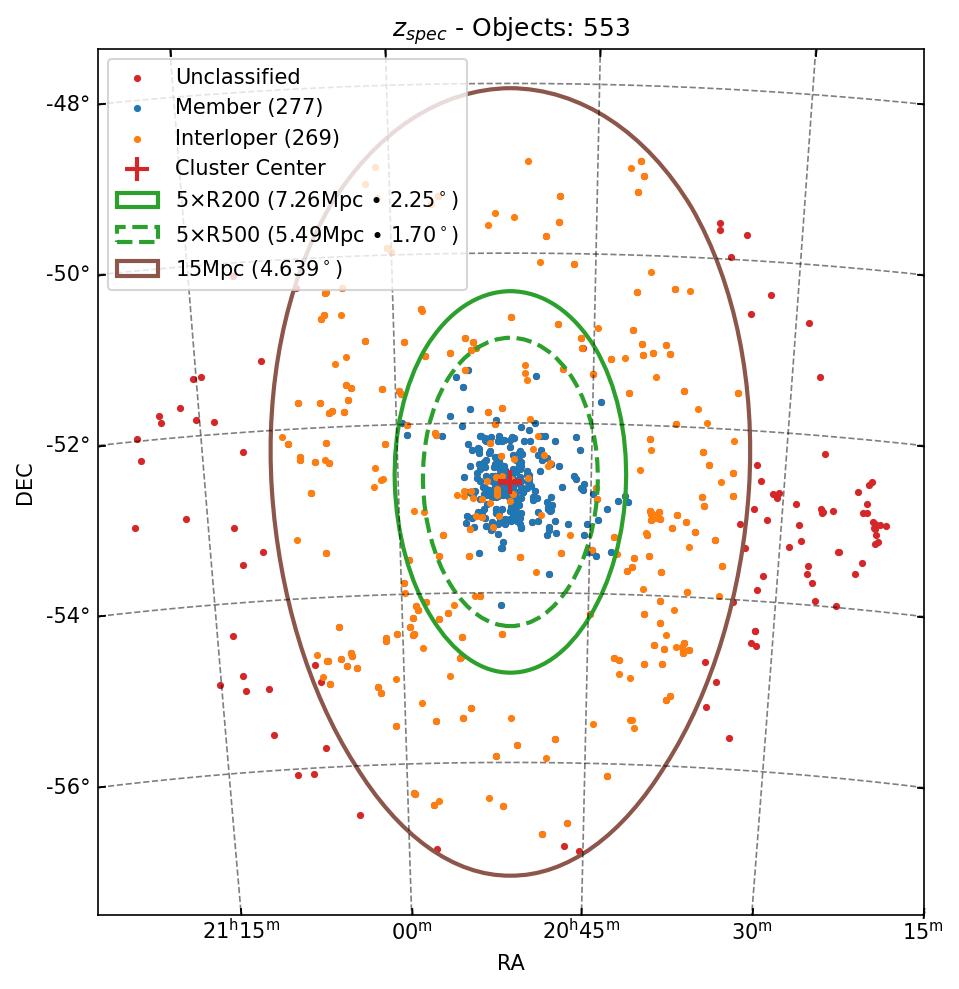 z_spec - Objects: 553
Unclassified
Member (277)
Interloper (269)
Cluster Center
5×R200 (7.26Mpc • 2.25°)
5×R500 (5.49Mpc • 1.70°)
15Mpc (4.639°)
-48°
-50°
-52°
-54°
-56°
DEC
21ʰ15ᵐ 00ᵐ 20ʰ45ᵐ 30ᵐ 15ᵐ
RA